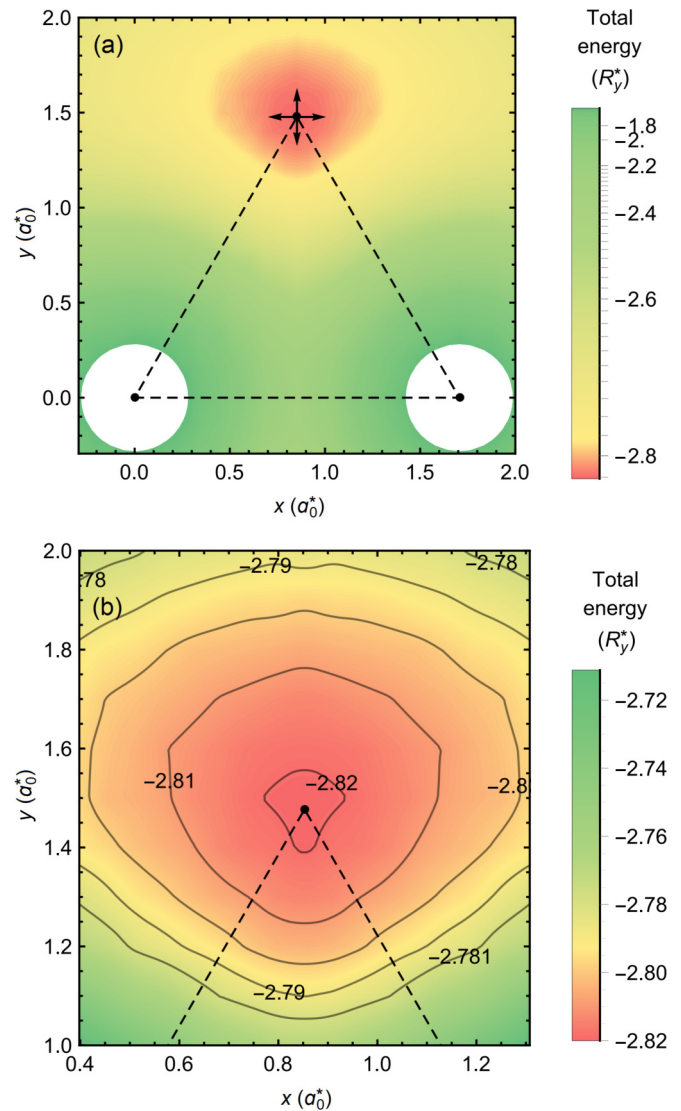 (a)
2.0
1.5
1.0
0.5
0.0
y (a₀*)
0.0 0.5 1.0 1.5 2.0
x (a₀*)
Total
energy
(R_y*)
−1.8
−2.
−2.2
−2.4
−2.6
−2.8
(b)
2.0
1.8
1.6
1.4
1.2
1.0
y (a₀*)
0.4 0.6 0.8 1.0 1.2
x (a₀*)
.78
−2.79
−2.78
−2.82
−2.81
−2.8
−2.781
−2.79
Total
energy
(R_y*)
−2.72
−2.74
−2.76
−2.78
−2.80
−2.82